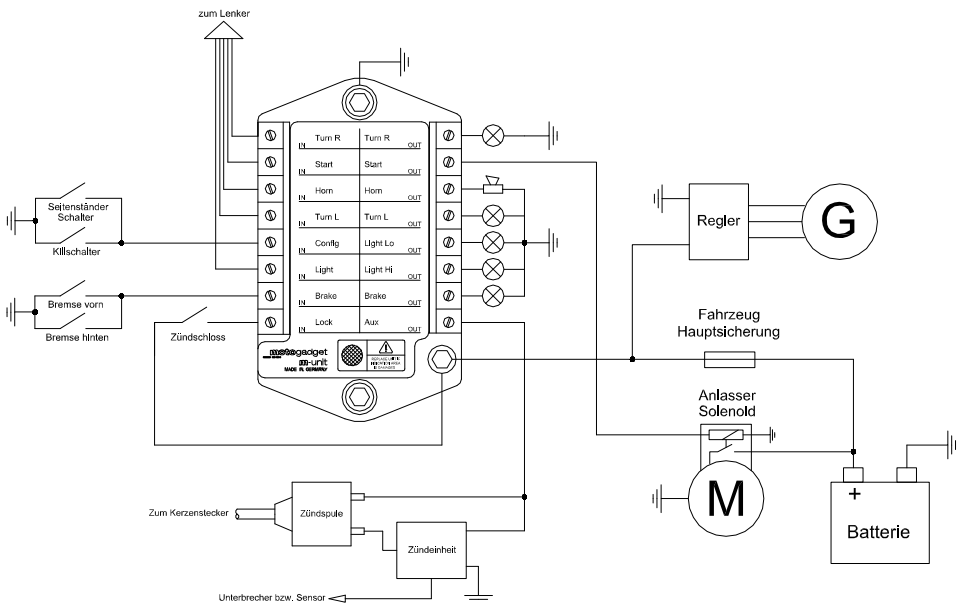 zum Lenker
IN Turn R Turn R OUT
IN Start Start OUT
IN Horn Horn OUT
IN Turn L Turn L OUT
IN Config Light Lo OUT
IN Light Light Hi OUT
IN Brake Brake OUT
IN Lock Aux OUT
motogadget
m-unit
MADE IN GERMANY
Seitenständer
Schalter
Killschalter
Bremse vorn
Bremse hinten
Zündschloss
Regler
G
Fahrzeug
Hauptsicherung
Anlasser
Solenoid
M
+
Batterie
Zum Kerzenstecker
Zündspule
Zündeinheit
Unterbrecher bzw. Sensor